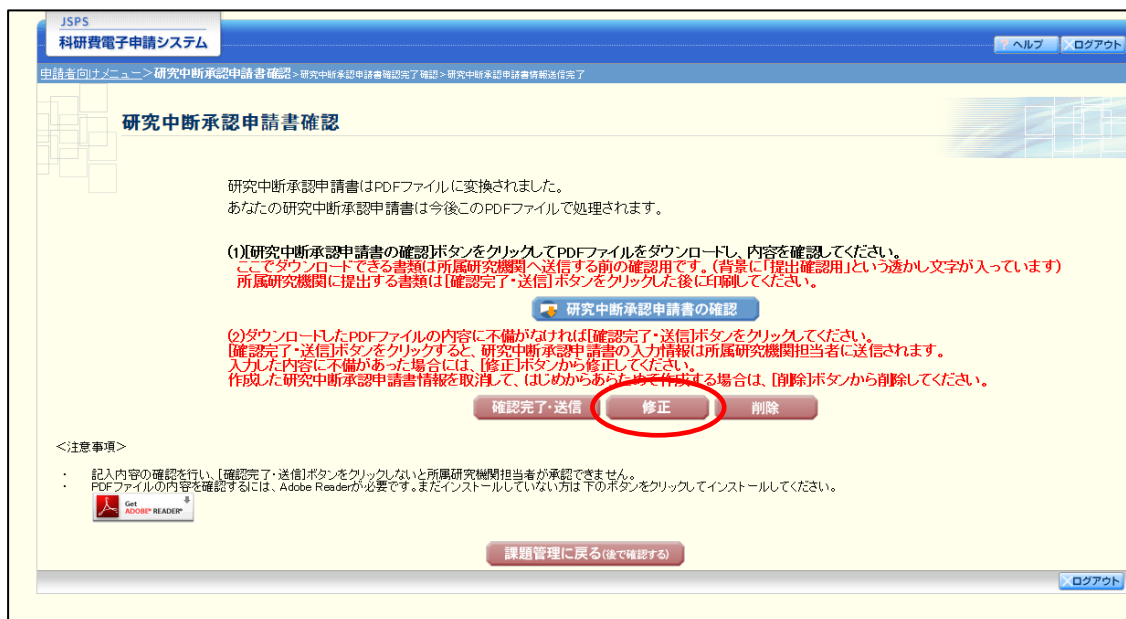 JSPS
科研費電子申請システム
? ヘルプ
×ログアウト
申請者向けメニュー>研究中断承認申請書確認>研究中断承認申請書確認完了確認>研究中断承認申請書情報送信完了
研究中断承認申請書確認
研究中断承認申請書はPDFファイルに変換されました。
あなたの研究中断承認申請書は今後このPDFファイルで処理されます。
(1)[研究中断承認申請書の確認]ボタンをクリックしてPDFファイルをダウンロードし、内容を確認してください。
ここでダウンロードできる書類は所属研究機関へ送信する前の確認用です。(背景に「提出確認用」という透かし文字が入っています)
所属研究機関に提出する書類は[確認完了・送信]ボタンをクリックした後に印刷してください。
研究中断承認申請書の確認
(2)ダウンロードしたPDFファイルの内容に不備がなければ[確認完了・送信]ボタンをクリックしてください。
[確認完了・送信]ボタンをクリックすると、研究中断承認申請書の入力情報は所属研究機関担当者に送信されます。
入力した内容に不備があった場合には、[修正]ボタンから修正してください。
作成した研究中断承認申請書情報を取消して、はじめからあらためて作成する場合は、[削除]ボタンから削除してください。
確認完了・送信
修正
削除
<注意事項>
・ 記入内容の確認を行い、[確認完了・送信]ボタンをクリックしないと所属研究機関担当者が承認できません。
・ PDFファイルの内容を確認するには、Adobe Readerが必要です。まだインストールしていない方は下のボタンをクリックしてインストールしてください。
Get
ADOBE® READER®
課題管理に戻る(後で確認する)
×ログアウト